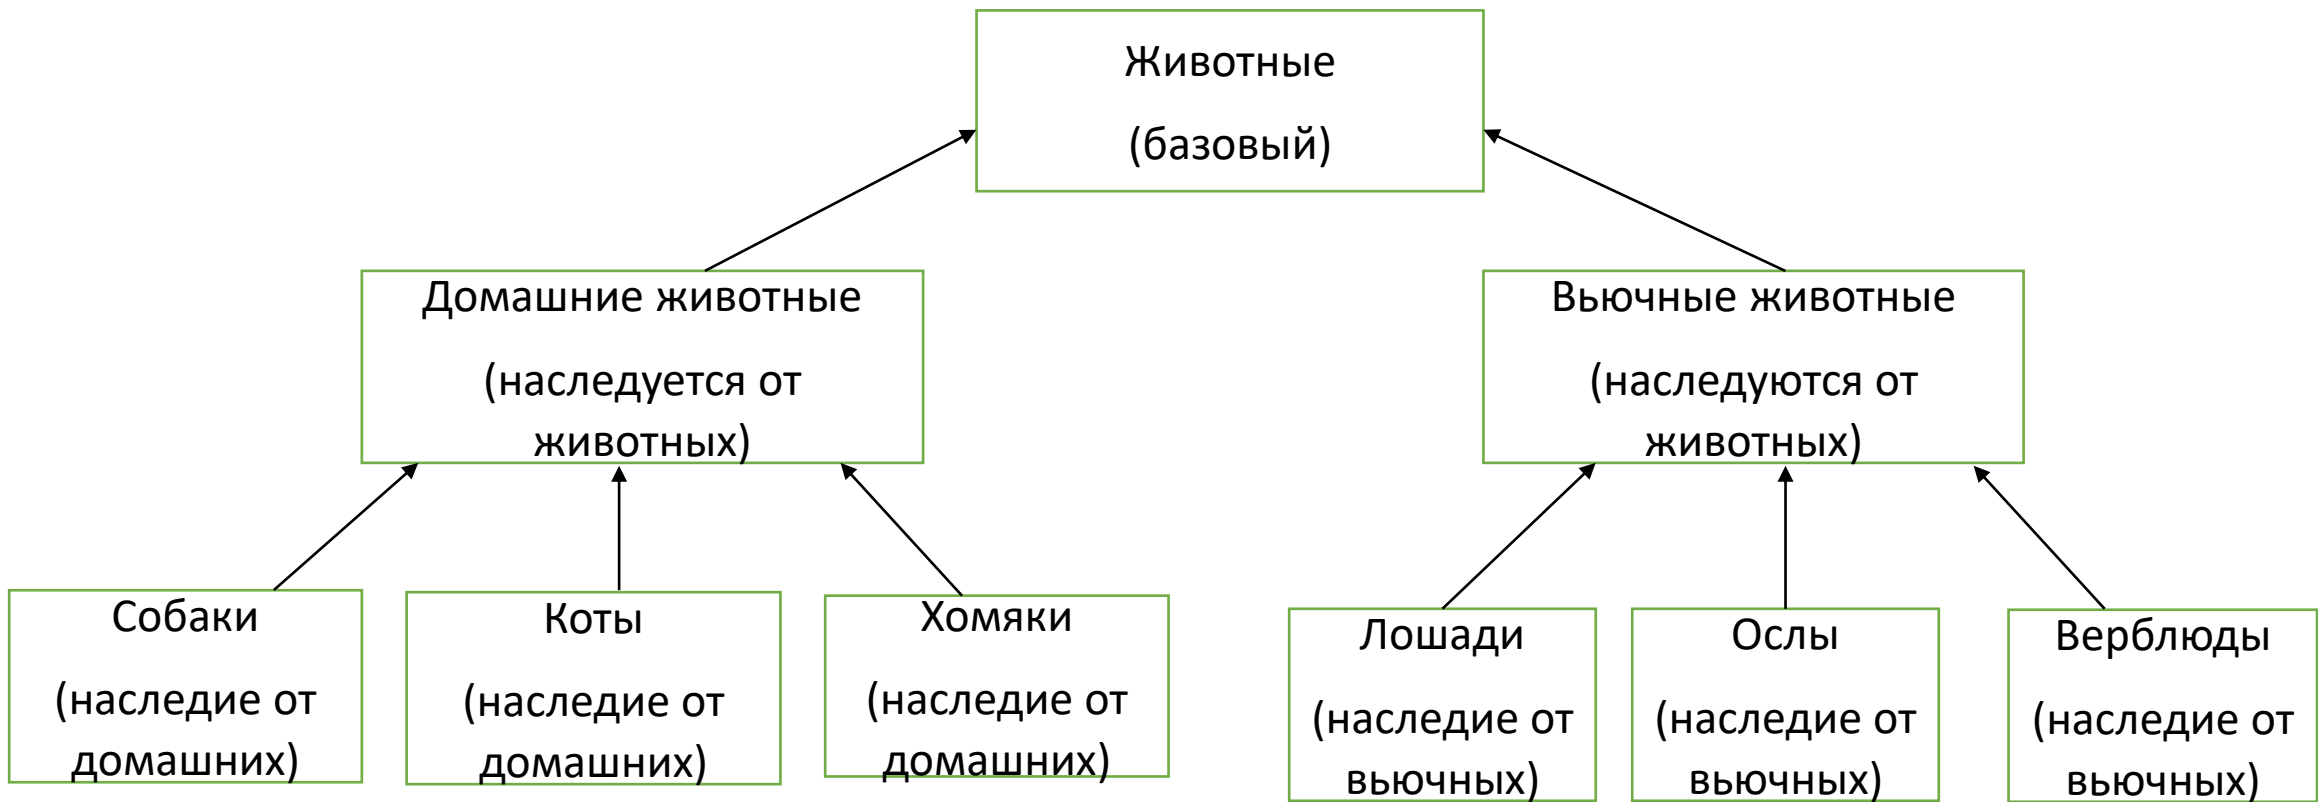 Животные
(базовый)
Домашние животные
(наследуется от
животных)
Вьючные животные
(наследуются от
животных)
Собаки
(наследие от
домашних)
Коты
(наследие от
домашних)
Хомяки
(наследие от
домашних)
Лошади
(наследие от
вьючных)
Ослы
(наследие от
вьючных)
Верблюды
(наследие от
вьючных)